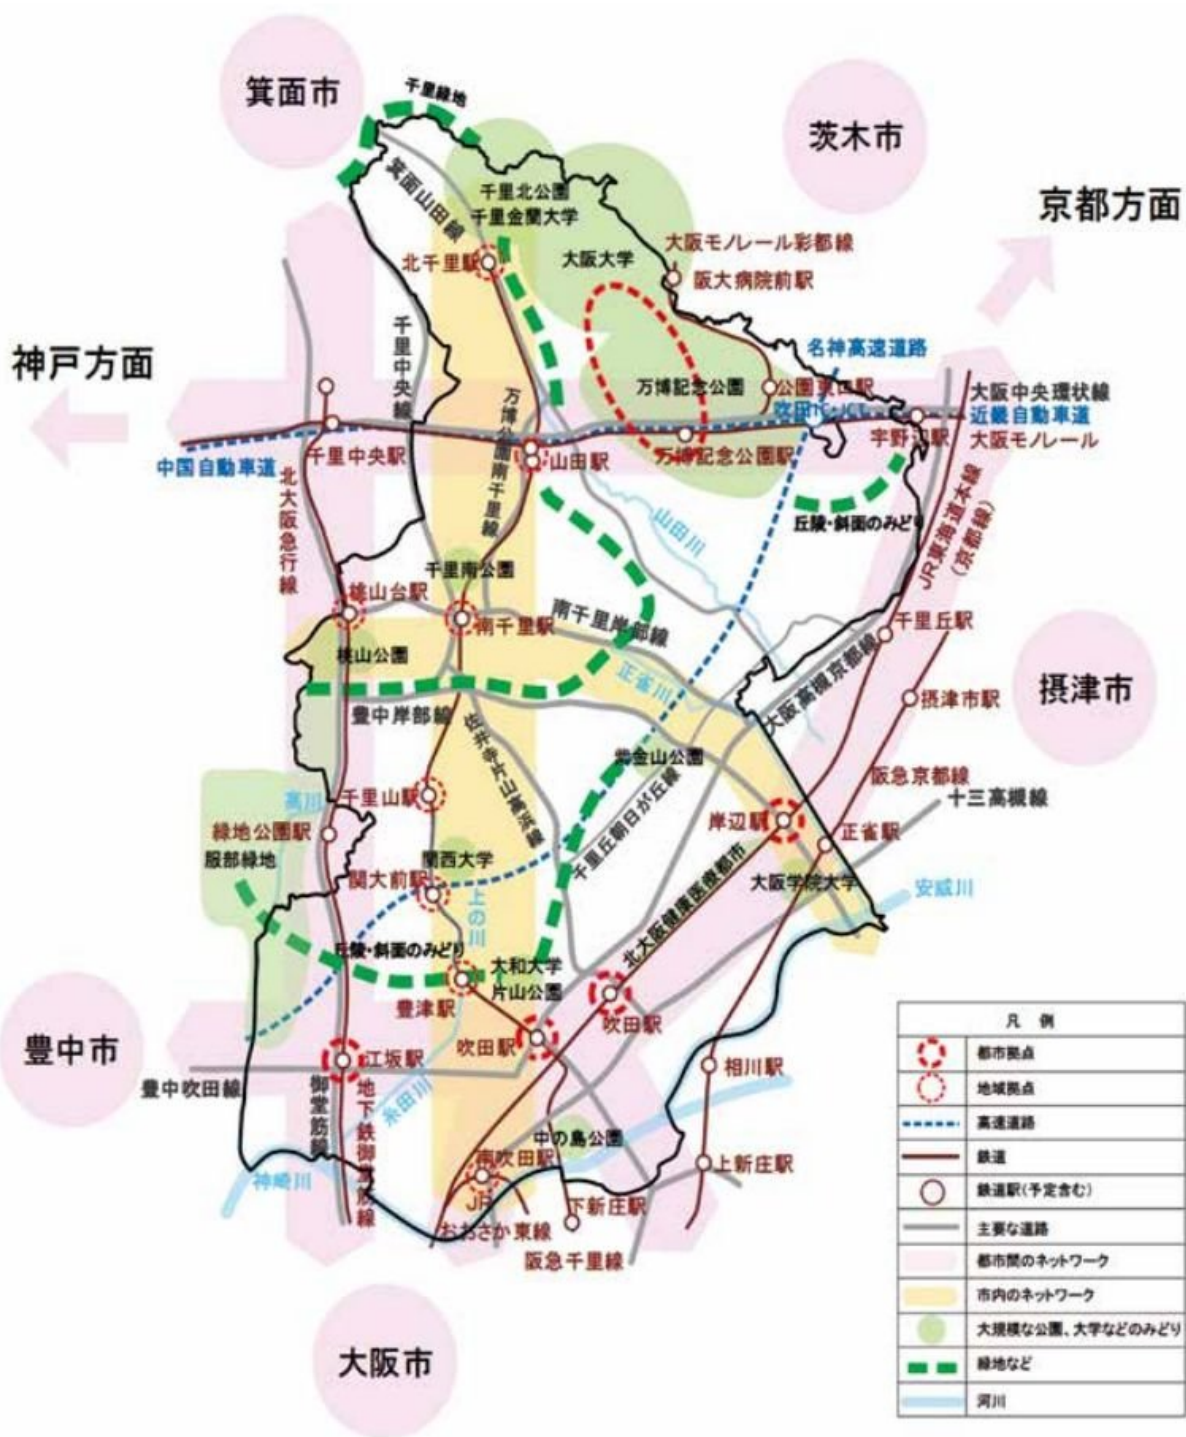 箕面市
千里緑地
茨木市
京都方面
箕面山田線
千里北公園
千里金蘭大学
大阪大学
大阪モノレール彩都線
阪大病院前駅
北千里駅
千里中央線
神戸方面
名神高速道路
万博記念公園
公園東口駅
大阪中央環状線
近畿自動車道
大阪モノレール
吹田IC・JCT
宇野辺駅
中国自動車道
千里中央駅
万博公園南千里線
山田駅
万博記念公園駅
北大阪急行線
山田川
丘陵・斜面のみどり
JR東海道本線
(京都線)
千里南公園
桃山台駅
南千里駅
南千里岸部線
千里丘駅
桃山公園
正雀川
大阪高槻京都線
摂津市
摂津市駅
豊中岸部線
佐井寺片山高浜線
紫金山公園
阪急京都線
十三高槻線
高川
千里山駅
千里丘朝日が丘線
岸辺駅
正雀駅
緑地公園駅
服部緑地
関西大学
関大前駅
大阪学院大学
安威川
上の川
北大阪健康医療都市
丘陵・斜面のみどり
大和大学
片山公園
豊津駅
吹田駅
吹田駅
豊中市
江坂駅
相川駅
豊中吹田線
御堂筋線
地下鉄御堂筋線
糸田川
中の島公園
南吹田駅
上新庄駅
神崎川
JR
おおさか東線
下新庄駅
阪急千里線
大阪市
凡 例
都市拠点
地域拠点
高速道路
鉄道
鉄道駅(予定含む)
主要な道路
都市間のネットワーク
市内のネットワーク
大規模な公園、大学などのみどり
緑地など
河川